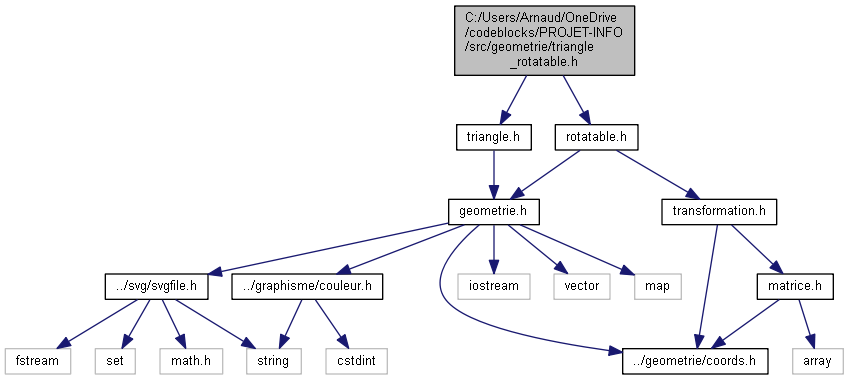 C:/Users/Arnaud/OneDrive
/codeblocks/PROJET-INFO
/src/geometrie/triangle
_rotatable.h
triangle.h
rotatable.h
geometrie.h
transformation.h
../svg/svgfile.h
../graphisme/couleur.h
iostream
vector
map
matrice.h
fstream
set
math.h
string
cstdint
../geometrie/coords.h
array